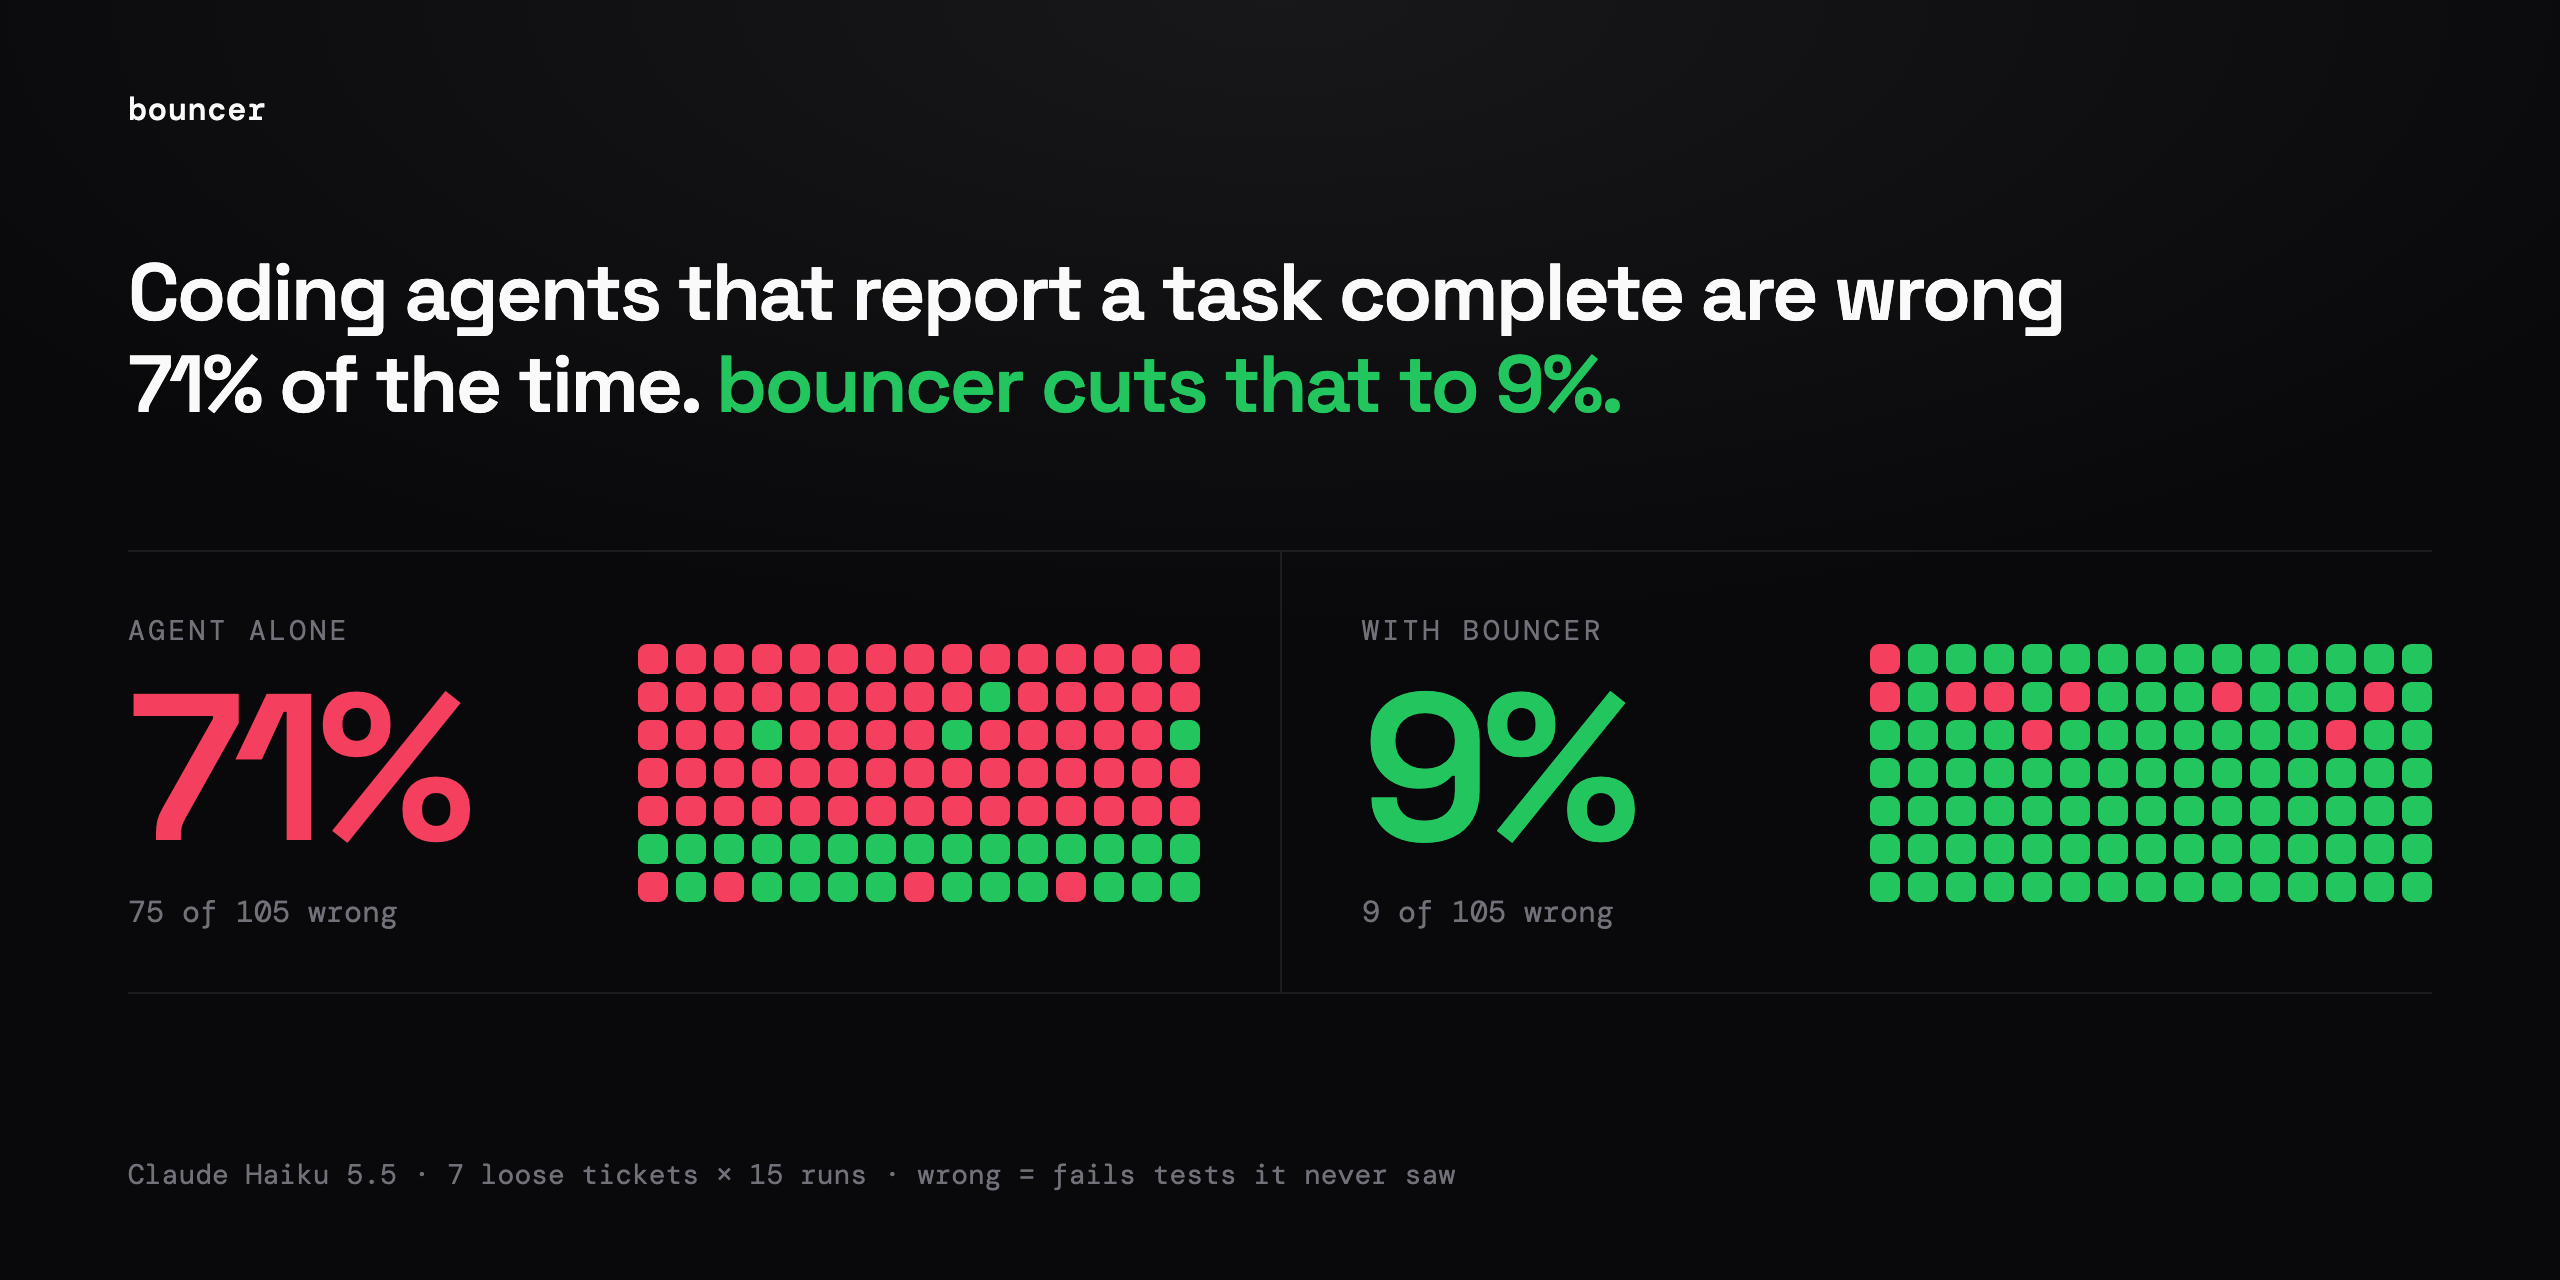 bouncer
Coding agents that report a task complete are wrong
71% of the time. bouncer cuts that to 9%.
AGENT ALONE
71%
75 of 105 wrong
WITH BOUNCER
9%
9 of 105 wrong
Claude Haiku 5.5 · 7 loose tickets × 15 runs · wrong = fails tests it never saw